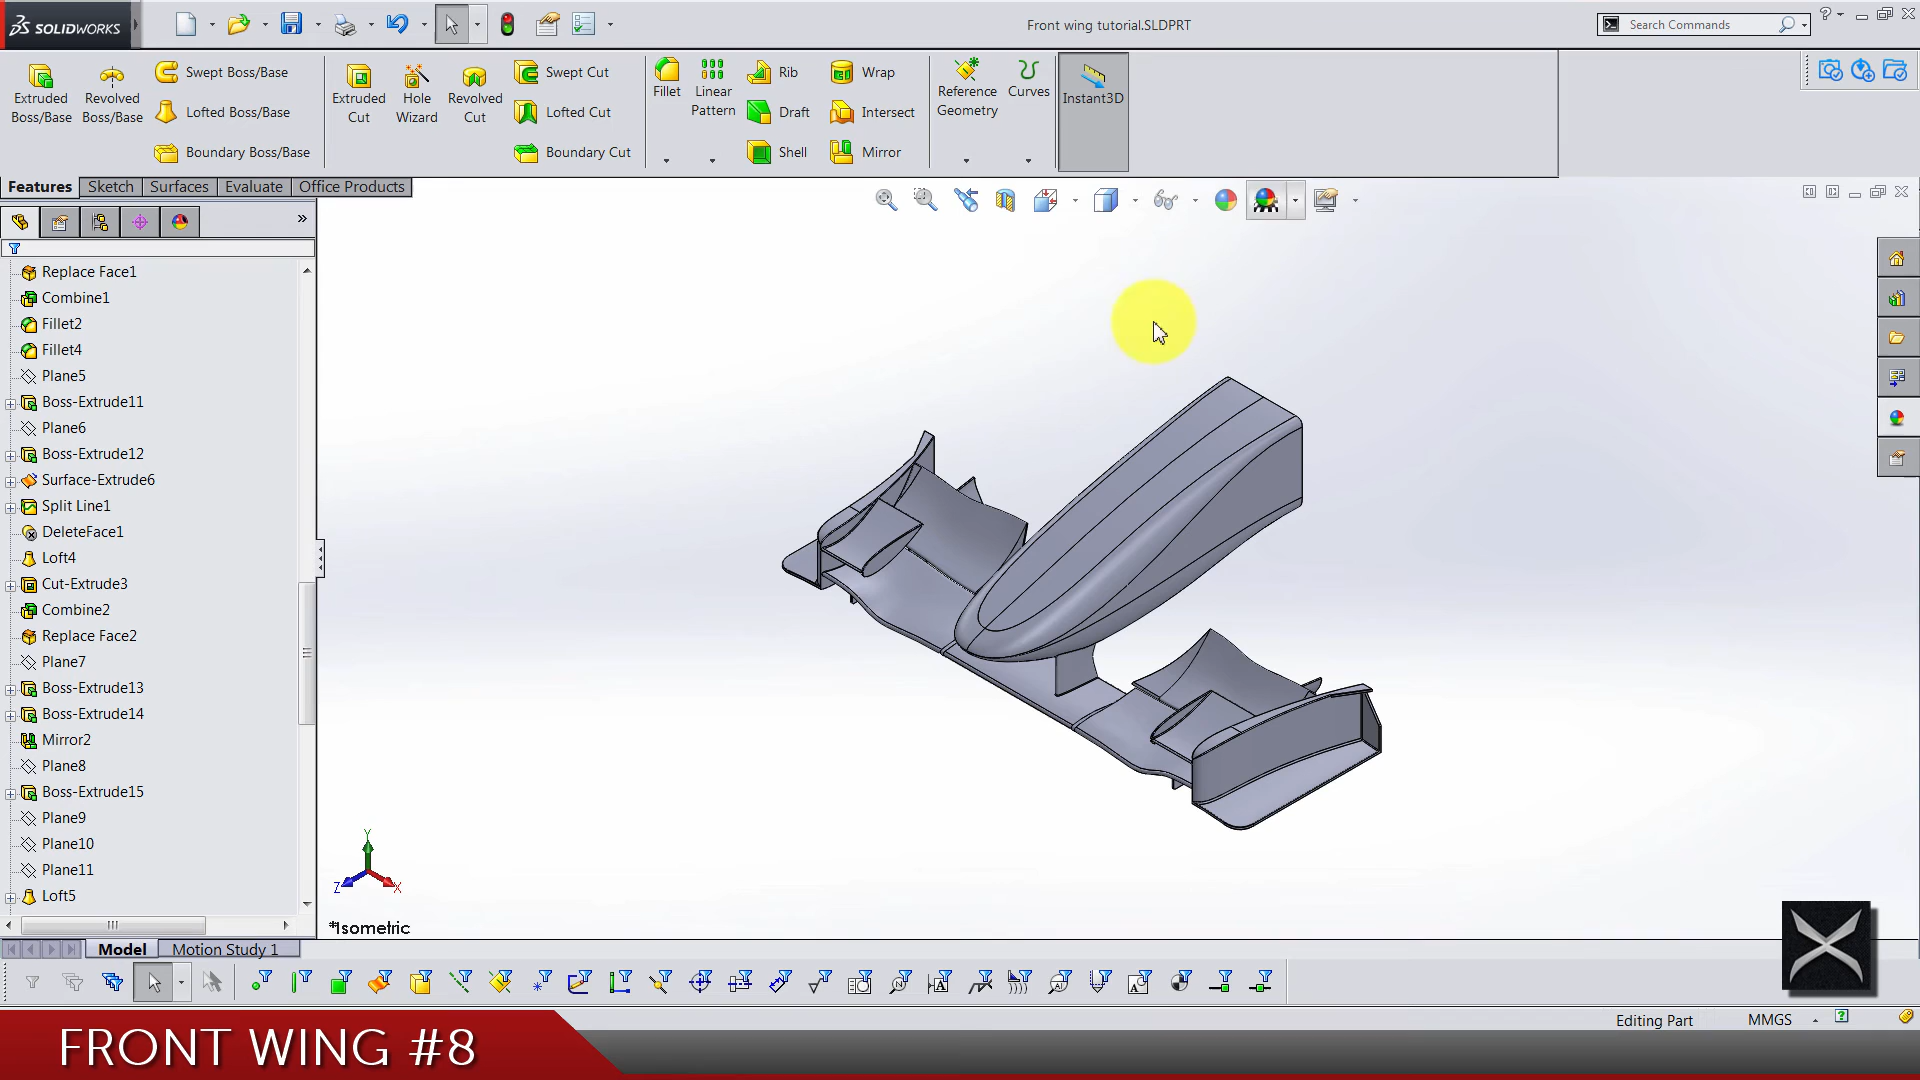 SOLIDWORKS
Front wing tutorial.SLDPRT
Search Commands
?
Extruded Boss/Base
Revolved Boss/Base
Swept Boss/Base
Lofted Boss/Base
Boundary Boss/Base
Extruded Cut
Hole Wizard
Revolved Cut
Swept Cut
Lofted Cut
Boundary Cut
Fillet
Linear Pattern
Rib
Draft
Shell
Wrap
Intersect
Mirror
Reference Geometry
Curves
Instant3D
Features
Sketch
Surfaces
Evaluate
Office Products
Replace Face1
Combine1
Fillet2
Fillet4
Plane5
Boss-Extrude11
Plane6
Boss-Extrude12
Surface-Extrude6
Split Line1
DeleteFace1
Loft4
Cut-Extrude3
Combine2
Replace Face2
Plane7
Boss-Extrude13
Boss-Extrude14
Mirror2
Plane8
Boss-Extrude15
Plane9
Plane10
Plane11
Loft5
Y
Z
X
*Isometric
Model
Motion Study 1
Editing Part
MMGS
?
FRONT WING #8